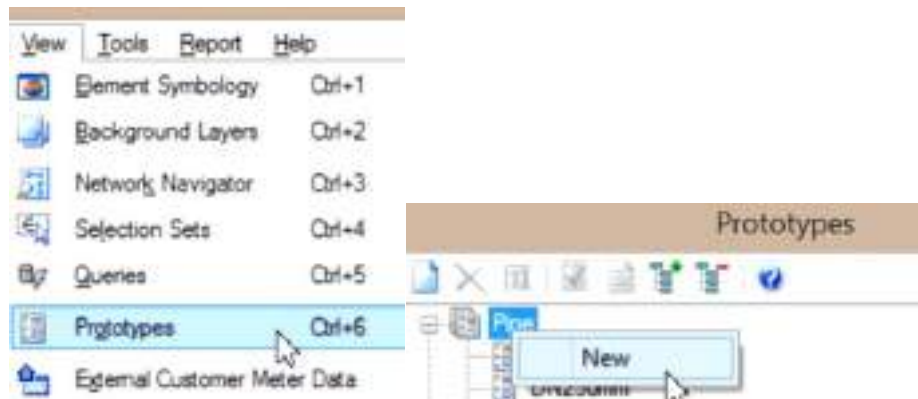 View Tools Report Help
Element Symbology Ctrl+1
Background Layers Ctrl+2
Network Navigator Ctrl+3
Selection Sets Ctrl+4
Queries Ctrl+5
Prototypes Ctrl+6
External Customer Meter Data
Prototypes
Pipe
New